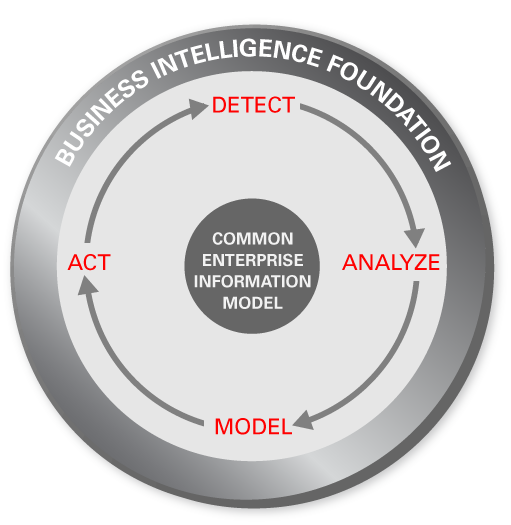 BUSINESS INTELLIGENCE FOUNDATION
DETECT
ACT
COMMON
ENTERPRISE
INFORMATION
MODEL
ANALYZE
MODEL